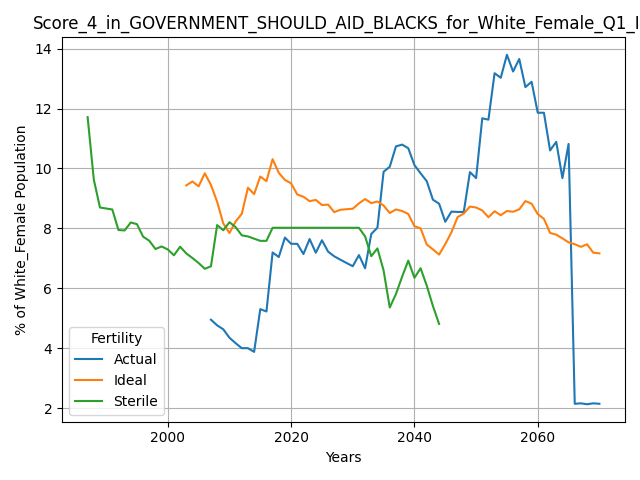 Score_4_in_GOVERNMENT_SHOULD_AID_BLACKS_for_White_Female_Q1_
14
12
10
8
6
4
2
% of White_Female Population
Fertility
Actual
Ideal
Sterile
2000
2020
2040
2060
Years